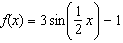 f(x) = 3 sin(1/2 x) − 1